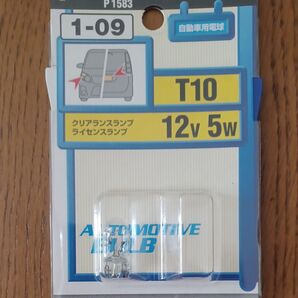 P1583
1-09
自動車用電球
T10
クリアランスランプ
ライセンスランプ
12V 5W
AUTOMOTIVE
BULB